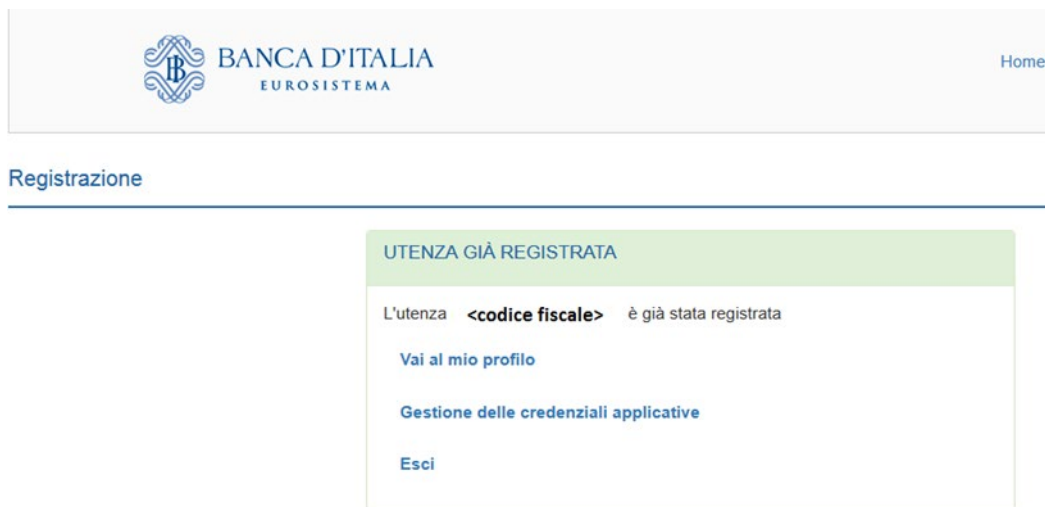 BANCA D'ITALIA
EUROSISTEMA
Home
Registrazione
UTENZA GIÀ REGISTRATA
L'utenza <codice fiscale> è già stata registrata
Vai al mio profilo
Gestione delle credenziali applicative
Esci